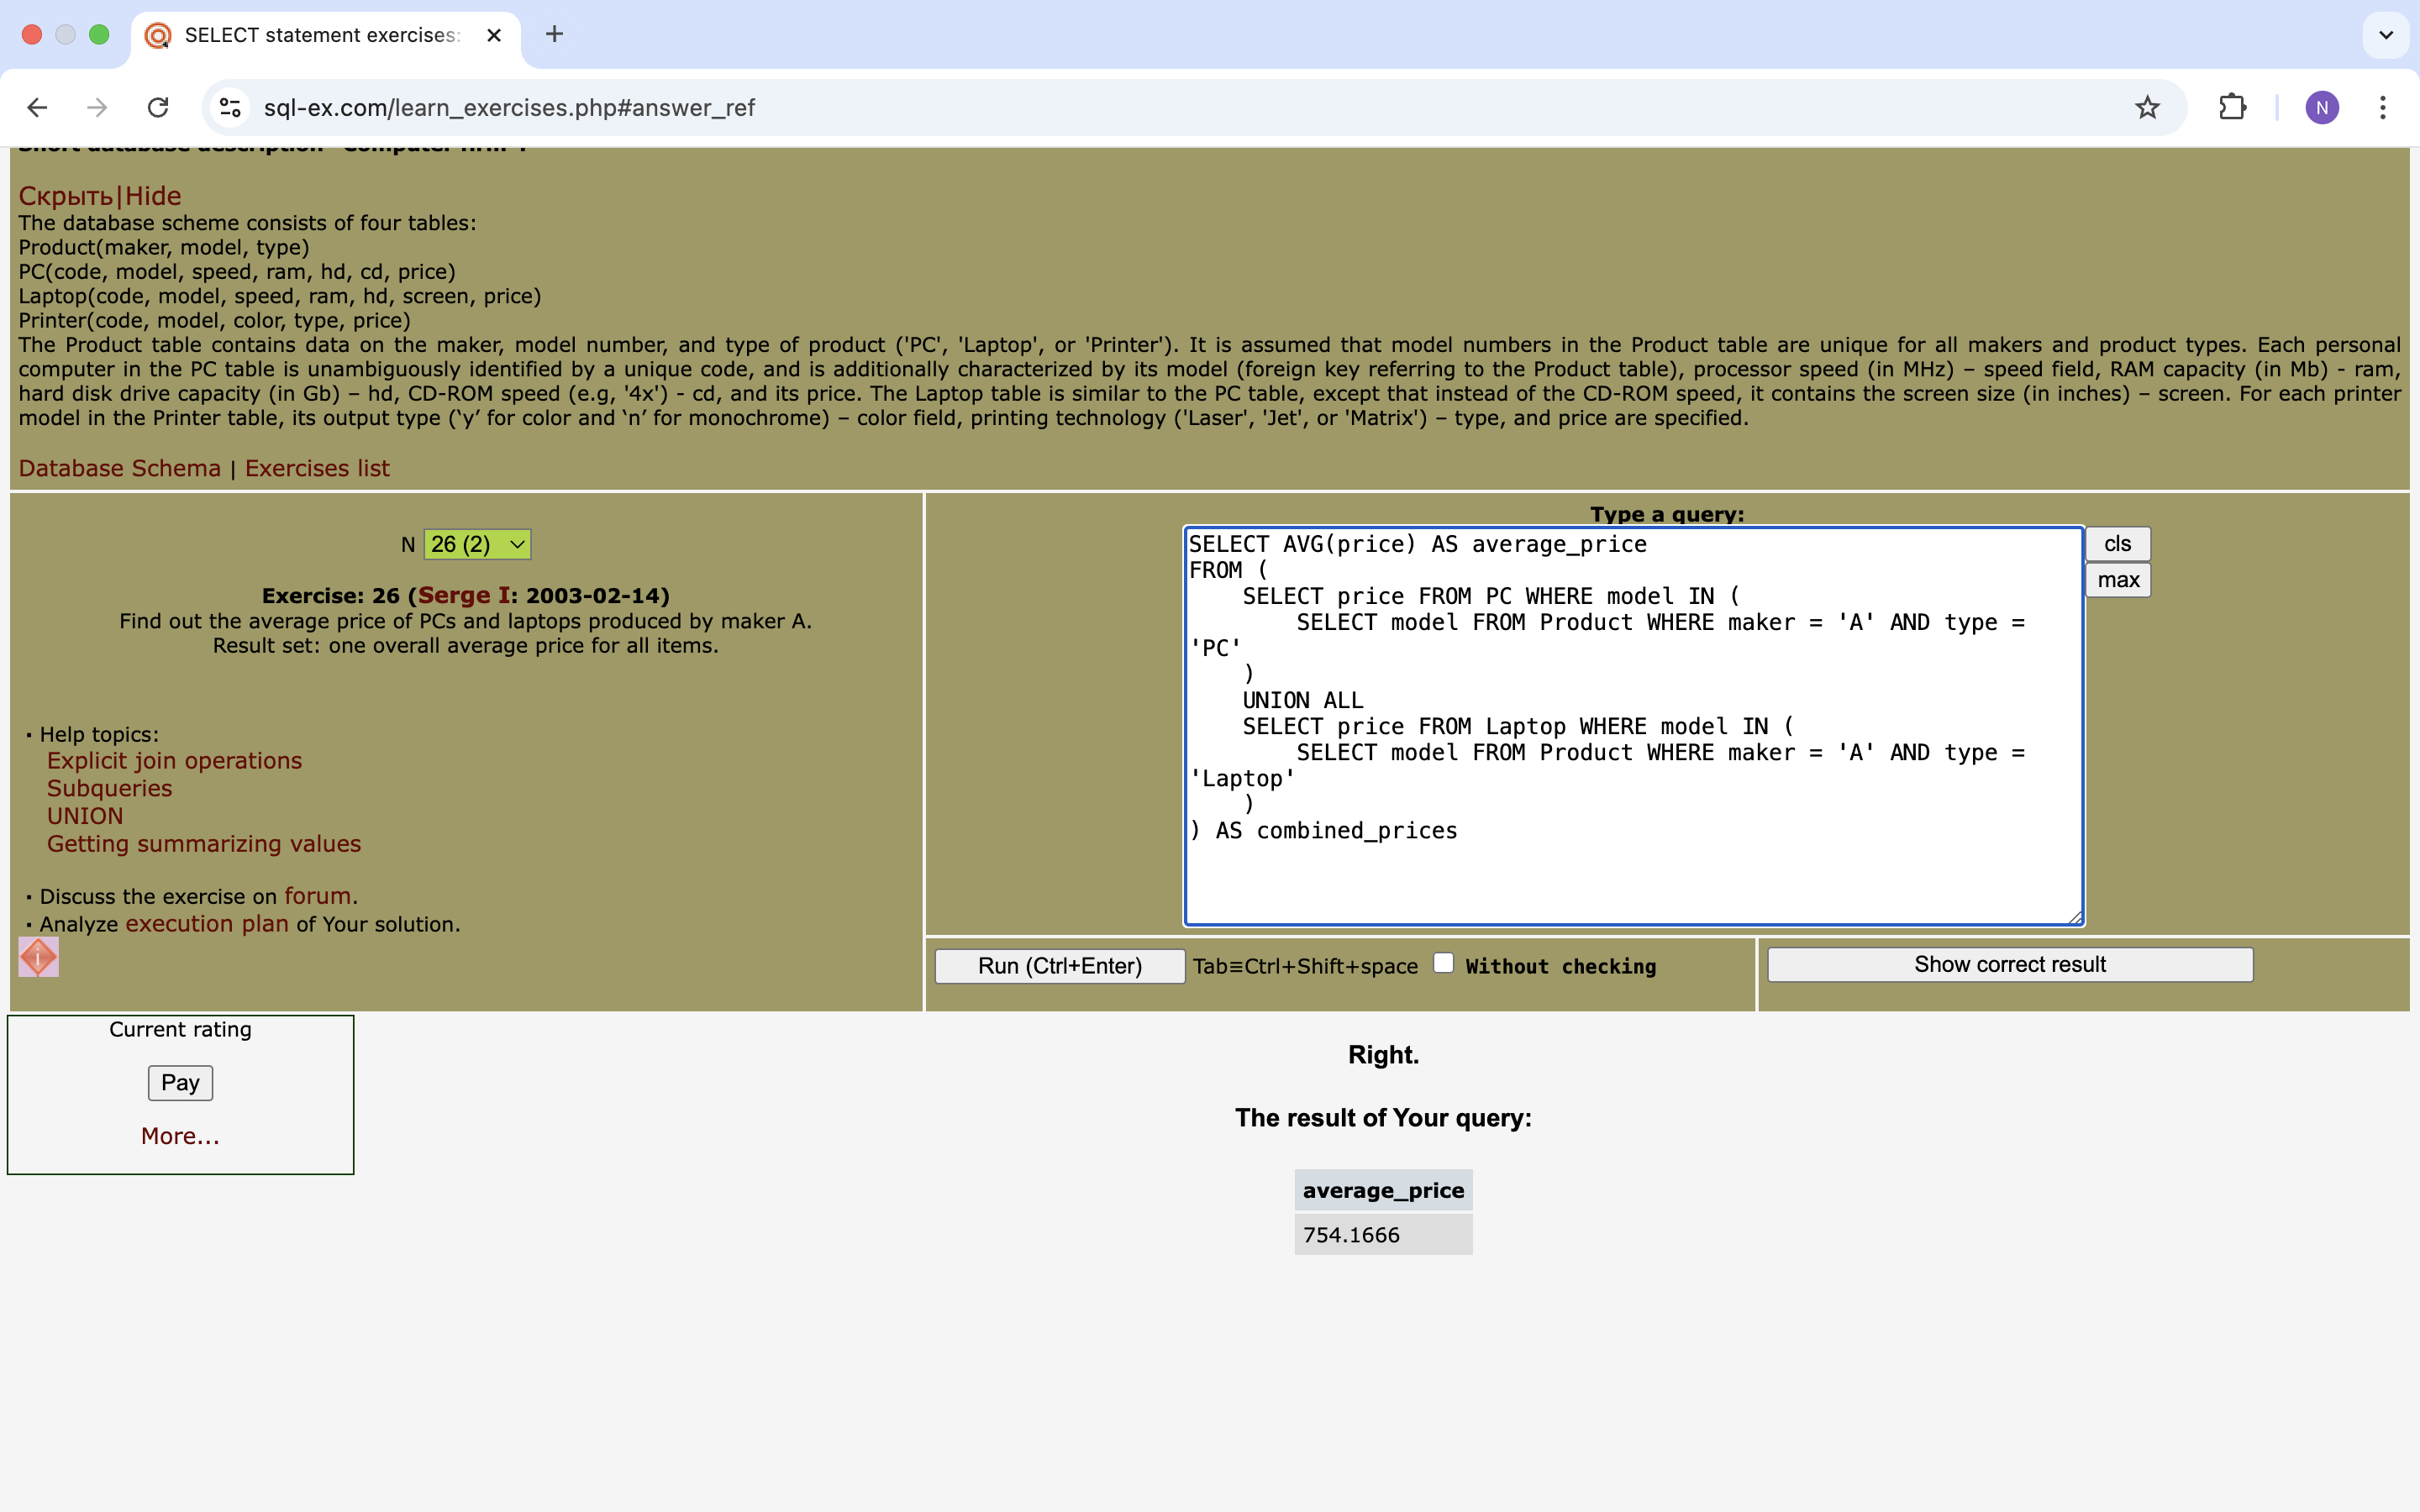 SELECT statement exercises:
sql-ex.com/learn_exercises.php#answer_ref
N
Short database description "Computer firm":
Скрыть|Hide
The database scheme consists of four tables:
Product(maker, model, type)
PC(code, model, speed, ram, hd, cd, price)
Laptop(code, model, speed, ram, hd, screen, price)
Printer(code, model, color, type, price)
The Product table contains data on the maker, model number, and type of product ('PC', 'Laptop', or 'Printer'). It is assumed that model numbers in the Product table are unique for all makers and product types. Each personal
computer in the PC table is unambiguously identified by a unique code, and is additionally characterized by its model (foreign key referring to the Product table), processor speed (in MHz) – speed field, RAM capacity (in Mb) - ram,
hard disk drive capacity (in Gb) – hd, CD-ROM speed (e.g, '4x') - cd, and its price. The Laptop table is similar to the PC table, except that instead of the CD-ROM speed, it contains the screen size (in inches) – screen. For each printer
model in the Printer table, its output type (‘y’ for color and ‘n’ for monochrome) – color field, printing technology ('Laser', 'Jet', or 'Matrix') – type, and price are specified.
Database Schema | Exercises list
N 26 (2)
Exercise: 26 (Serge I: 2003-02-14)
Find out the average price of PCs and laptops produced by maker A.
Result set: one overall average price for all items.
· Help topics:
Explicit join operations
Subqueries
UNION
Getting summarizing values
· Discuss the exercise on forum.
· Analyze execution plan of Your solution.
Type a query:
SELECT AVG(price) AS average_price
FROM (
    SELECT price FROM PC WHERE model IN (
        SELECT model FROM Product WHERE maker = 'A' AND type =
'PC'
    )
    UNION ALL
    SELECT price FROM Laptop WHERE model IN (
        SELECT model FROM Product WHERE maker = 'A' AND type =
'Laptop'
    )
) AS combined_prices
cls
max
Run (Ctrl+Enter) Tab≡Ctrl+Shift+space Without checking
Show correct result
Current rating
Pay
More...
Right.
The result of Your query:
average_price
754.1666